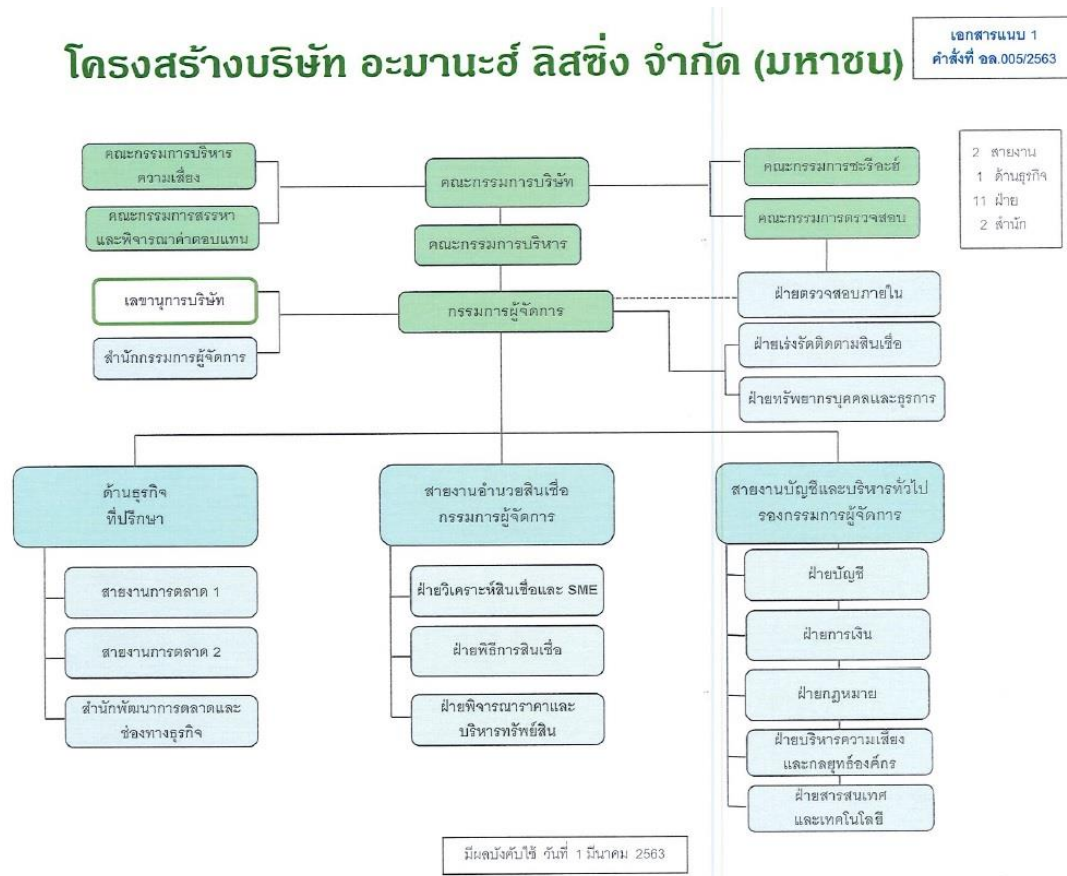 เอกสารแนบ 1
คำสั่งที่ อล.005/2563
โครงสร้างบริษัท อะมานะฮ์ ลิสซิ่ง จำกัด (มหาชน)
คณะกรรมการบริหาร
ความเสี่ยง
คณะกรรมการสรรหา
และพิจารณาค่าตอบแทน
คณะกรรมการบริษัท
คณะกรรมการบริหาร
คณะกรรมการชะรีอะฮ์
คณะกรรมการตรวจสอบ
2 สายงาน
1 ด้านธุรกิจ
11 ฝ่าย
2 สำนัก
เลขานุการบริษัท
สำนักกรรมการผู้จัดการ
กรรมการผู้จัดการ
ฝ่ายตรวจสอบภายใน
ฝ่ายเร่งรัดติดตามสินเชื่อ
ฝ่ายทรัพยากรบุคคลและธุรการ
ด้านธุรกิจ
ที่ปรึกษา
สายงานการตลาด 1
สายงานการตลาด 2
สำนักพัฒนาการตลาดและ
ช่องทางธุรกิจ
สายงานอำนวยสินเชื่อ
กรรมการผู้จัดการ
ฝ่ายวิเคราะห์สินเชื่อและ SME
ฝ่ายพิธีการสินเชื่อ
ฝ่ายพิจารณาราคาและ
บริหารทรัพย์สิน
สายงานบัญชีและบริหารทั่วไป
รองกรรมการผู้จัดการ
ฝ่ายบัญชี
ฝ่ายการเงิน
ฝ่ายกฎหมาย
ฝ่ายบริหารความเสี่ยง
และกลยุทธ์องค์กร
ฝ่ายสารสนเทศ
และเทคโนโลยี
มีผลบังคับใช้ วันที่ 1 มีนาคม 2563